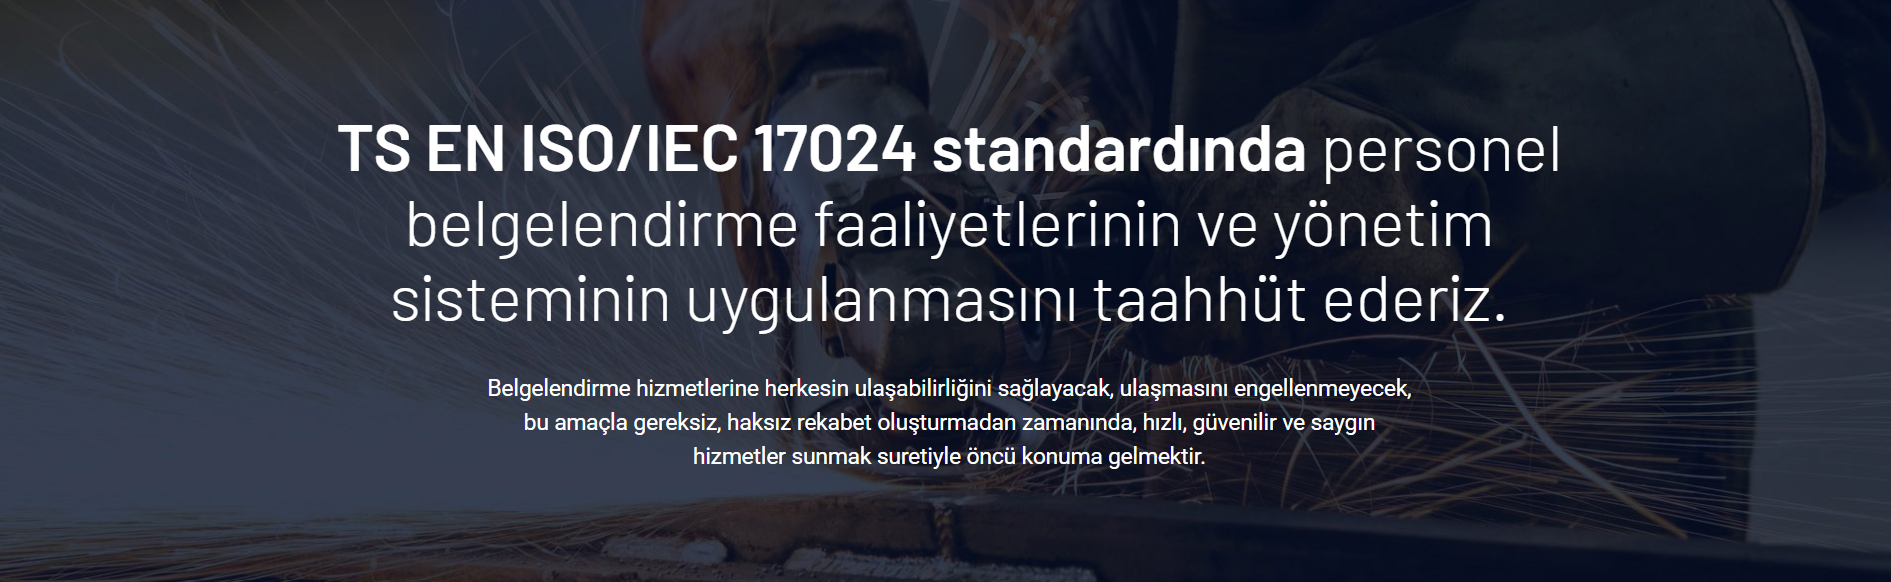 TS EN ISO/IEC 17024 standardında personel
belgelendirme faaliyetlerinin ve yönetim
sisteminin uygulanmasını taahhüt ederiz.
Belgelendirme hizmetlerine herkesin ulaşabilirliğini sağlayacak, ulaşmasını engellenmeyecek,
bu amaçla gereksiz, haksız rekabet oluşturmadan zamanında, hızlı, güvenilir ve saygın
hizmetler sunmak suretiyle öncü konuma gelmektir.